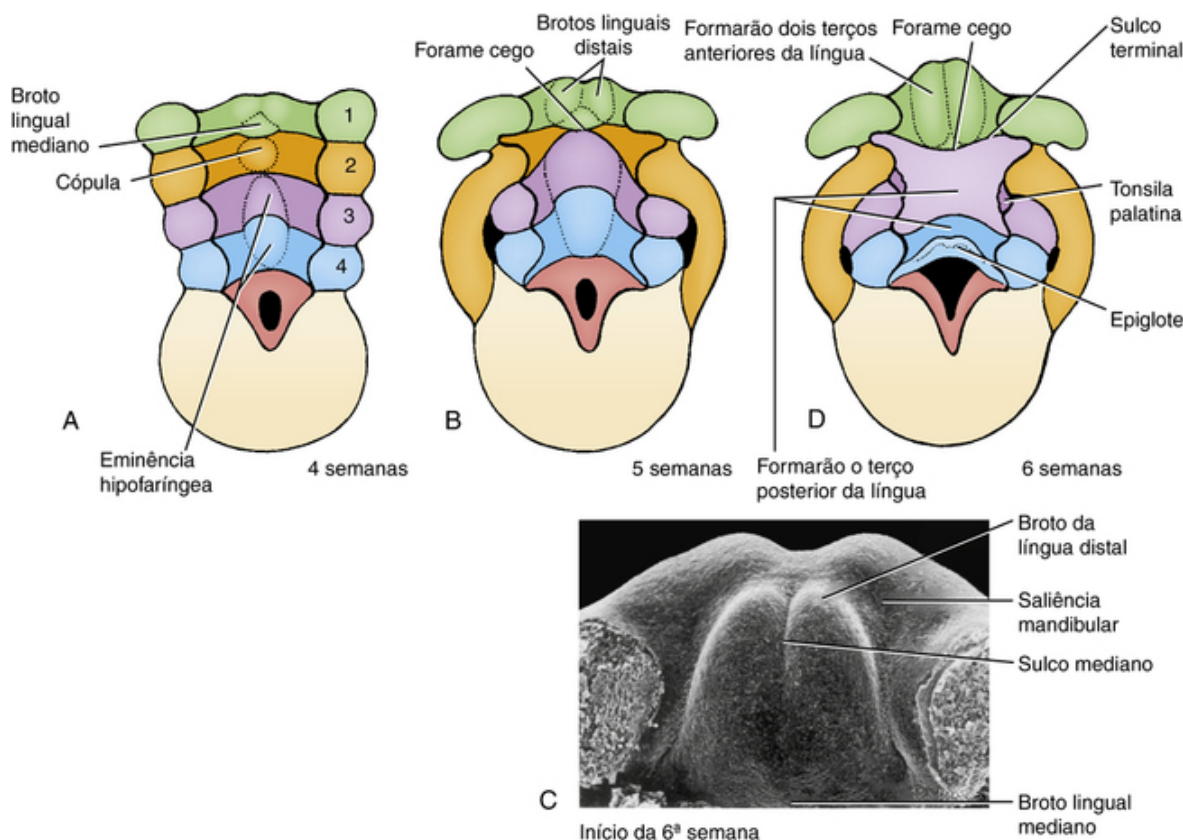 Broto
lingual
mediano
Cópula
1
2
3
4
A
Eminência
hipofaríngea
4 semanas
Brotos linguais
distais
Forame cego
B
5 semanas
Formarão dois terços
anteriores da língua
Forame cego
Sulco
terminal
Tonsila
palatina
Epiglote
D
Formarão o terço
posterior da língua
6 semanas
Broto da
língua distal
Saliência
mandibular
Sulco mediano
C
Broto lingual
mediano
Início da 6ª semana